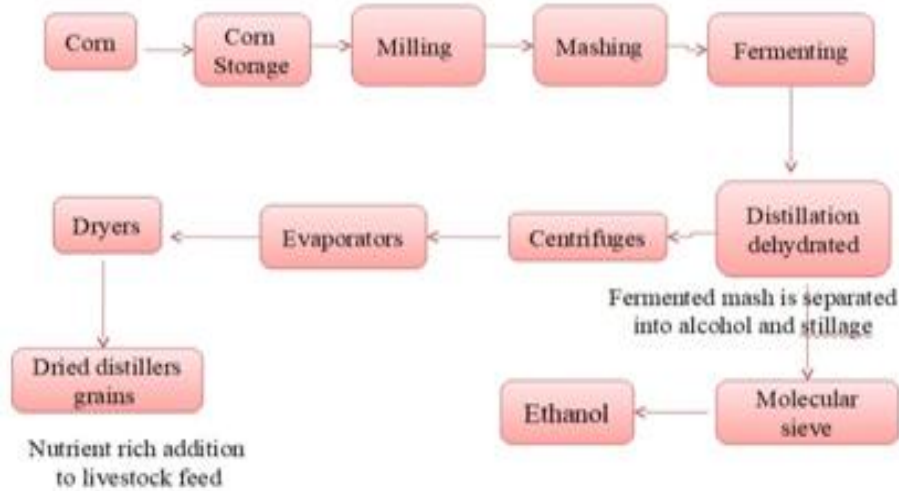 Corn
Corn
Storage
Milling
Mashing
Fermenting
Dryers
Evaporators
Centrifuges
Distillation
dehydrated
Fermented mash is separated
into alcohol and stillage
Dried distillers
grains
Ethanol
Molecular
sieve
Nutrient rich addition
to livestock feed